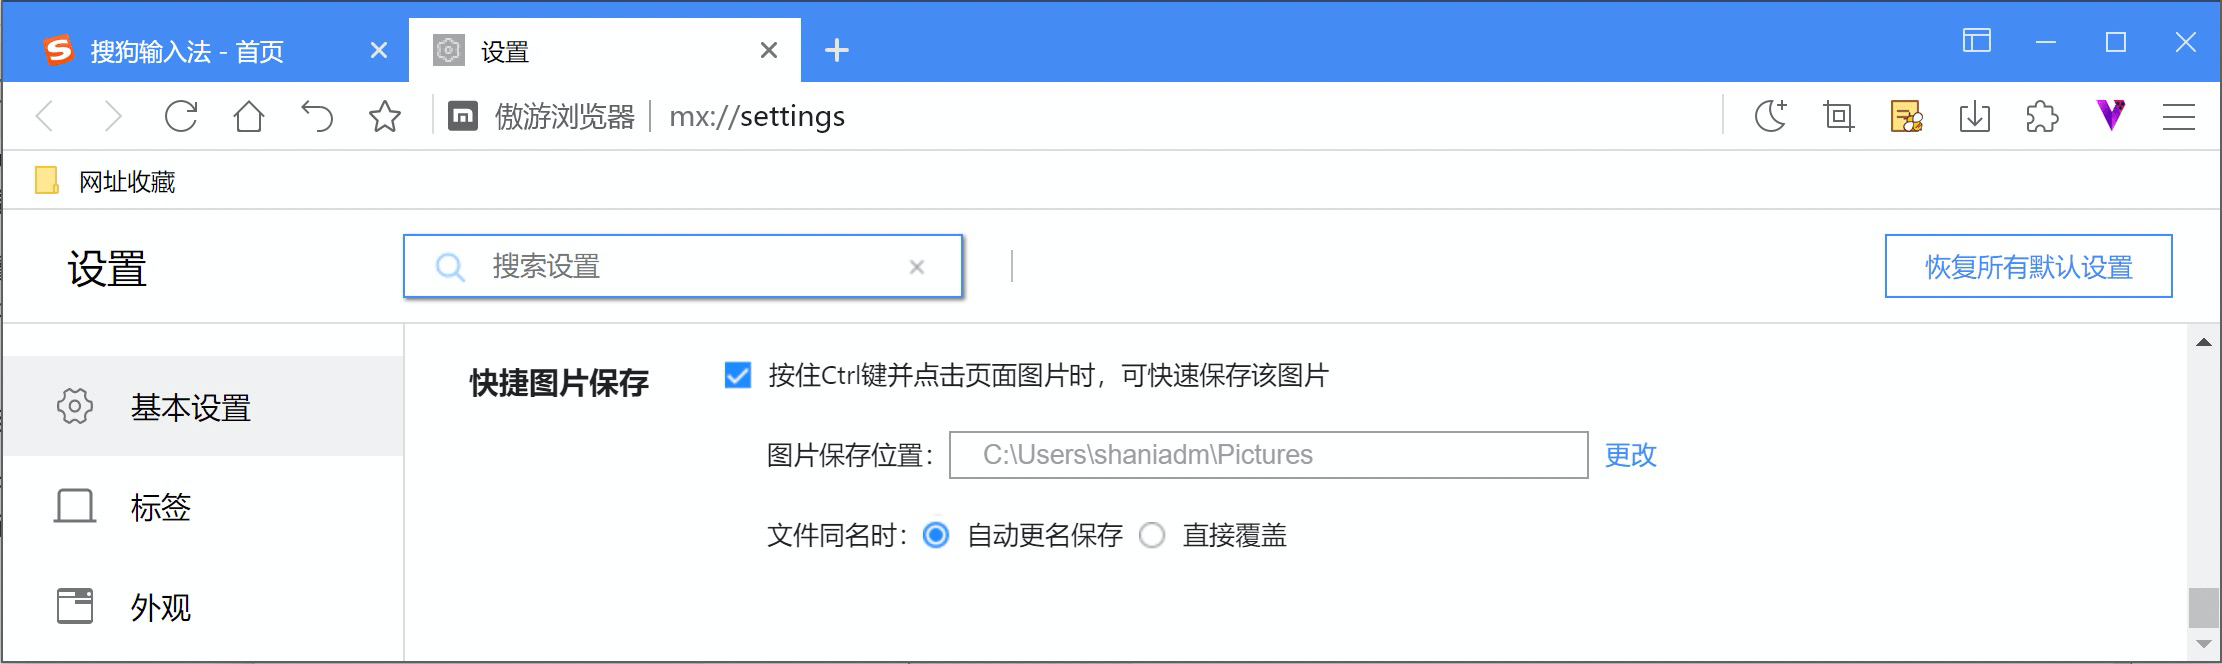 搜狗输入法 - 首页
设置
傲游浏览器 | mx://settings
网址收藏
设置
搜索设置
恢复所有默认设置
基本设置
标签
外观
快捷图片保存
按住Ctrl键并点击页面图片时，可快速保存该图片
图片保存位置： C:\Users\shaniadm\Pictures 更改
文件同名时： 自动更名保存 直接覆盖